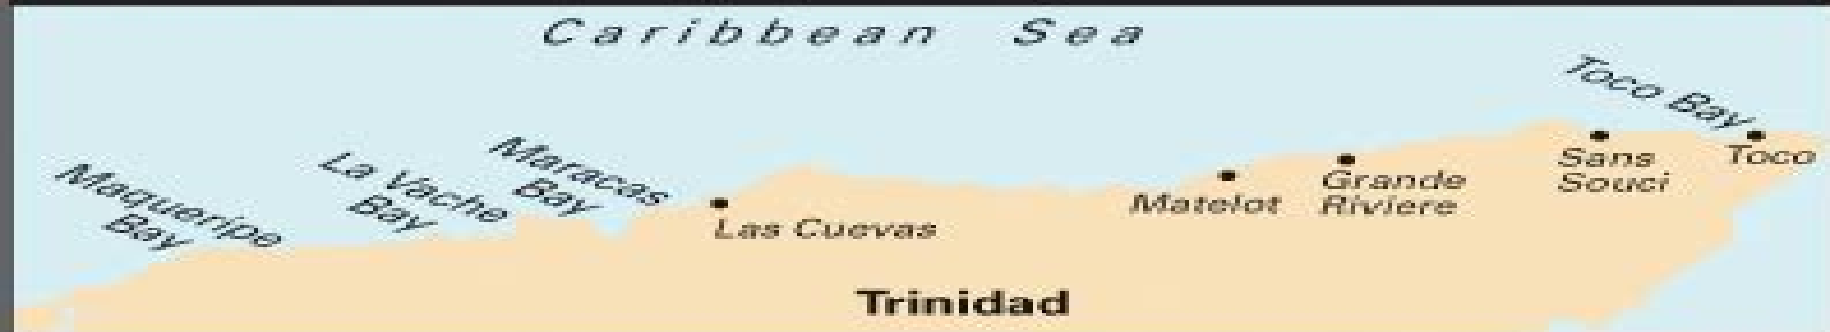 Caribbean Sea
Toco Bay
Maracas
Bay
La Vache
Bay
Maqueripe
Bay
Sans
Souci
Toco
Grande
Riviere
Matelot
Las Cuevas
Trinidad